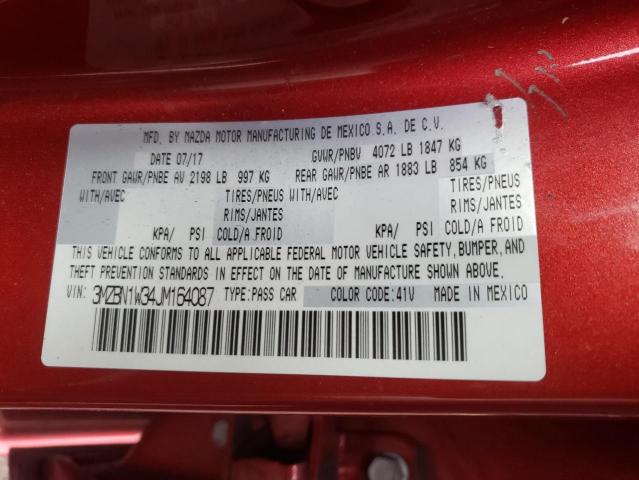 MFD. BY MAZDA MOTOR MANUFACTURING DE MEXICO S.A. DE C.V.
DATE 07/17 GVWR/PNBV 4072 LB 1847 KG
FRONT GAWR/PNBE AV 2198 LB 997 KG REAR GAWR/PNBE AR 1883 LB 854 KG
WITH/AVEC TIRES/PNEUS WITH/AVEC TIRES/PNEUS
RIMS/JANTES RIMS/JANTES
KPA/ PSI COLD/A FROID KPA/ PSI COLD/A FROID
THIS VEHICLE CONFORMS TO ALL APPLICABLE FEDERAL MOTOR VEHICLE SAFETY, BUMPER, AND
THEFT PREVENTION STANDARDS IN EFFECT ON THE DATE OF MANUFACTURE SHOWN ABOVE.
VIN: 3MZBN1W34JM164087 TYPE:PASS CAR COLOR CODE:41V MADE IN MEXICO